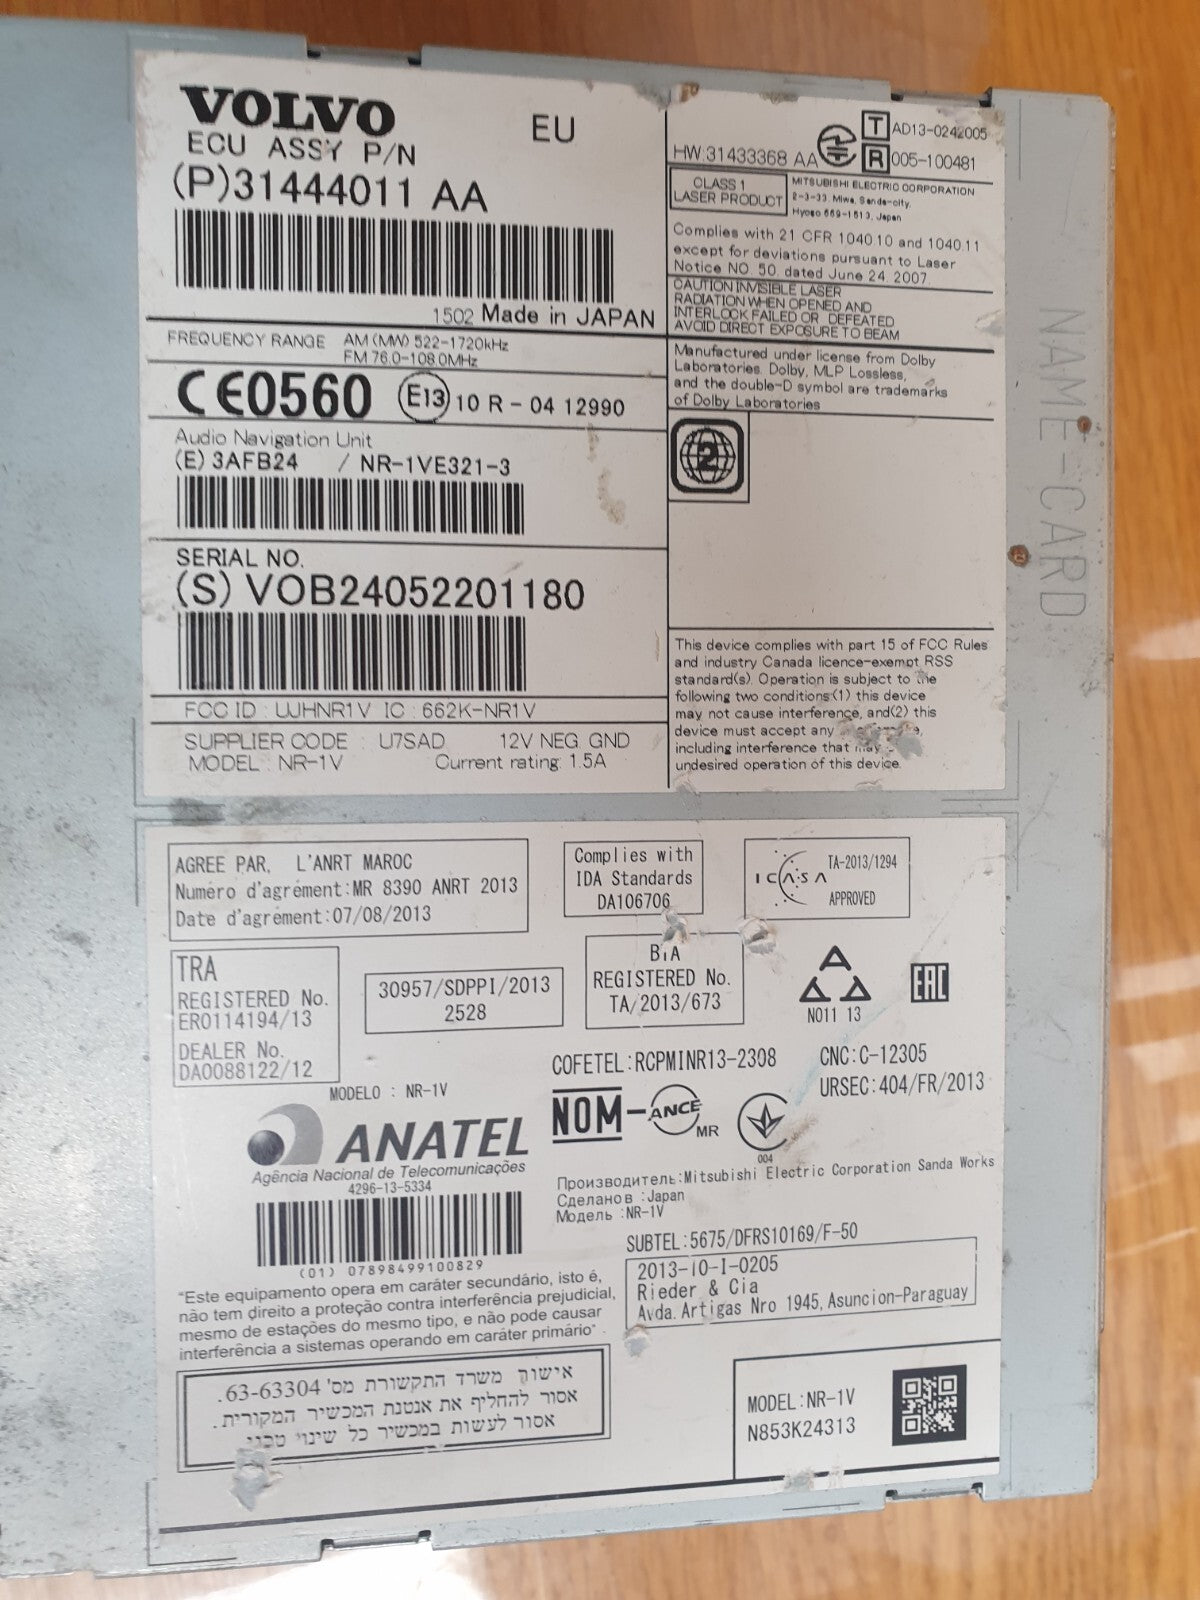 VOLVO
EU
ECU ASSY P/N
(P)31444011 AA
1502 Made in JAPAN
FREQUENCY RANGE AM (MW) 522-1720kHz
FM 76.0-108.0MHz
CE0560 E13 10 R - 04 12990
Audio Navigation Unit
(E) 3AFB24 / NR-1VE321-3
SERIAL NO.
(S) VOB24052201180
FCC ID : UJHNR1V IC : 662K-NR1V
SUPPLIER CODE : U7SAD 12V NEG. GND
MODEL : NR-1V Current rating: 1.5A
HW:31433368 AA
T AD13-0242005
R 005-100481
CLASS 1
LASER PRODUCT
MITSUBISHI ELECTRIC CORPORATION
2-3-33, Miwa, Sanda-city,
Hyogo 669-1513, Japan
Complies with 21 CFR 1040.10 and 1040.11
except for deviations pursuant to Laser
Notice NO. 50, dated June 24, 2007.
CAUTION INVISIBLE LASER
RADIATION WHEN OPENED AND
INTERLOCK FAILED OR DEFEATED
AVOID DIRECT EXPOSURE TO BEAM
Manufactured under license from Dolby
Laboratories. Dolby, MLP Lossless,
and the double-D symbol are trademarks
of Dolby Laboratories
2
This device complies with part 15 of FCC Rules
and industry Canada licence-exempt RSS
standard(s). Operation is subject to the
following two conditions:(1) this device
may not cause interference, and(2) this
device must accept any
including interference that may
undesired operation of this device.
NAME-CARD
AGREE PAR, L'ANRT MAROC
Numéro d'agrément:MR 8390 ANRT 2013
Date d'agrément:07/08/2013
Complies with
IDA Standards
DA106706
ICASA
TA-2013/1294
APPROVED
TRA
REGISTERED No.
ER0114194/13
DEALER No.
DA0088122/12
30957/SDPPI/2013
2528
BTA
REGISTERED No.
TA/2013/673
N011 13
EAC
COFETEL:RCPMINR13-2308
CNC:C-12305
URSEC:404/FR/2013
MODELO : NR-1V
NOM-ANCE MR
004
ANATEL
Agência Nacional de Telecomunicações
4296-13-5334
(01) 07898499100829
Производитель:Mitsubishi Electric Corporation Sanda Works
Сделанов :Japan
Модель :NR-1V
SUBTEL:5675/DFRS10169/F-50
2013-10-I-0205
Rieder & Cia
Avda. Artigas Nro 1945, Asuncion-Paraguay
"Este equipamento opera em caráter secundário, isto é,
não tem direito a proteção contra interferência prejudicial,
mesmo de estações do mesmo tipo, e não pode causar
interferência a sistemas operando em caráter primário".
אישור משרד התקשורת מס' 63-63304.
אסור להחליף את אנטנת המכשיר המקורית.
אסור לעשות במכשיר כל שינוי טכני
MODEL:NR-1V
N853K24313